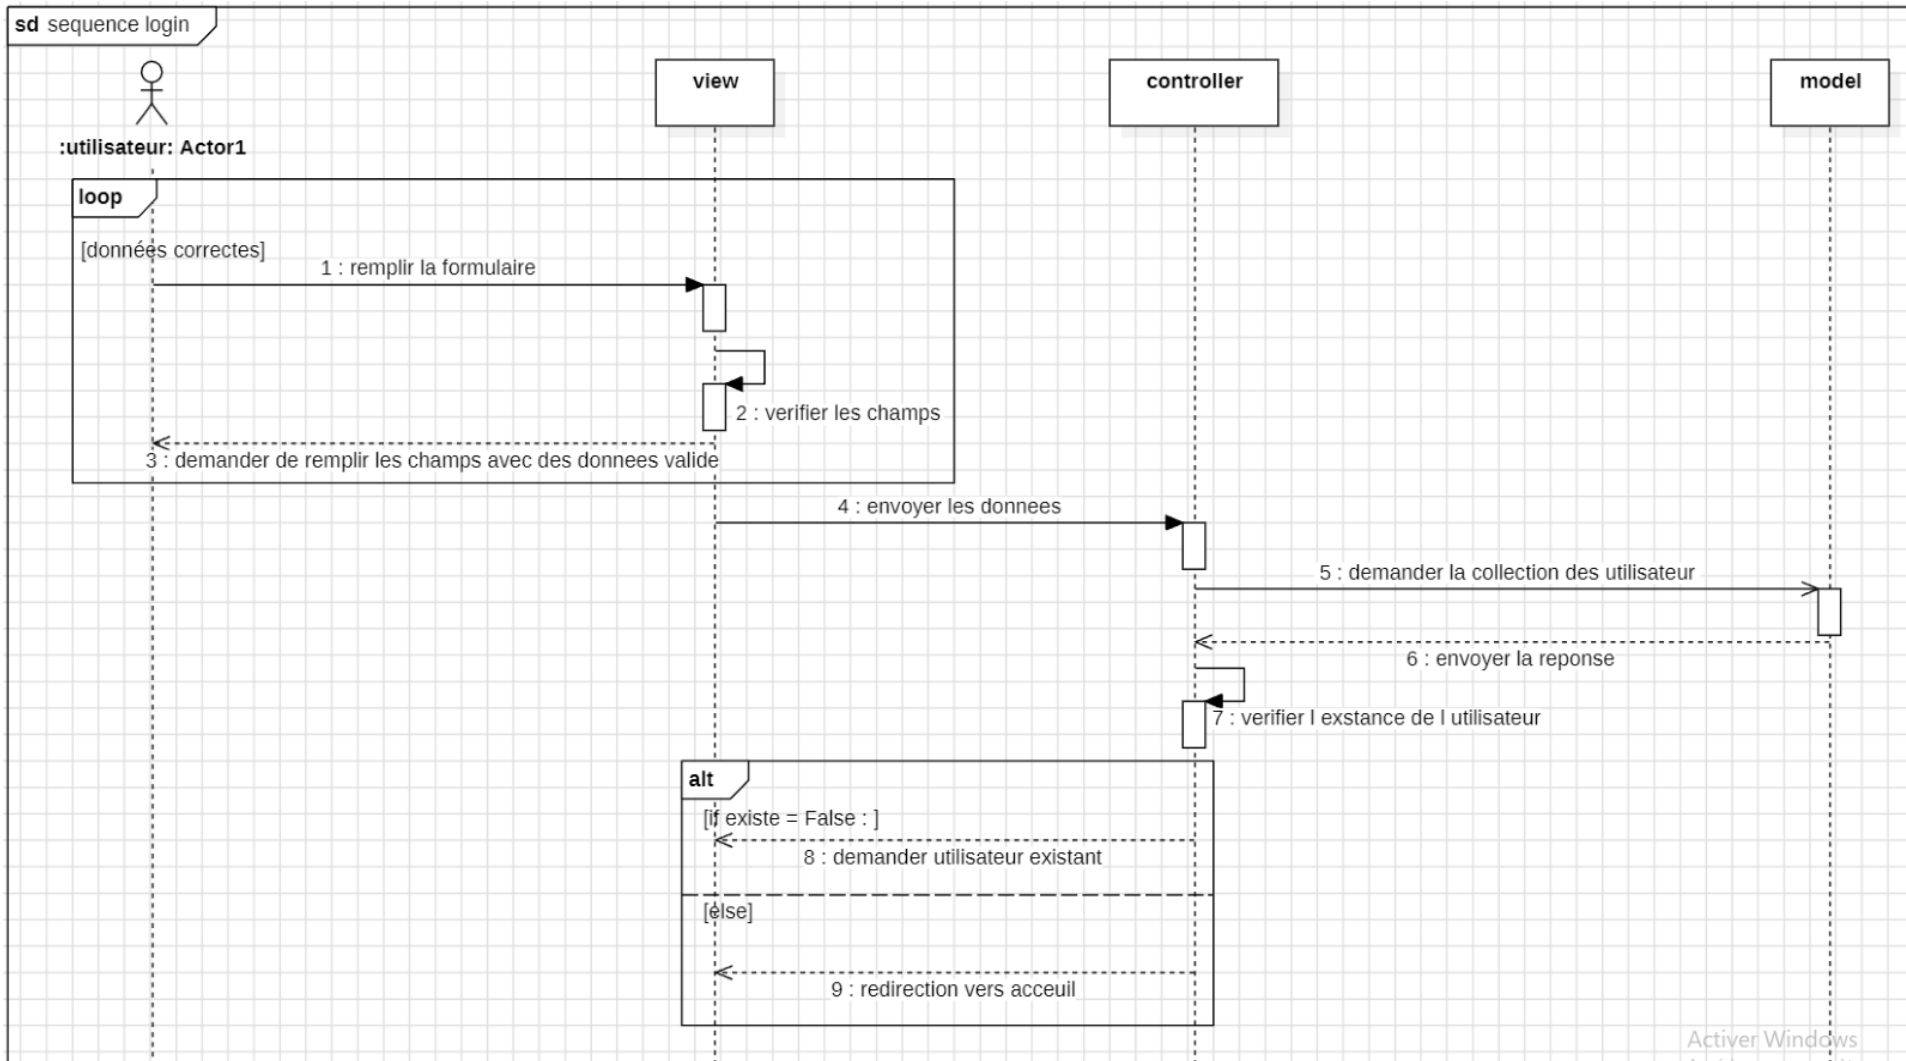 sd sequence login
view
controller
model
:utilisateur: Actor1
loop
[données correctes]
1 : remplir la formulaire
2 : verifier les champs
3 : demander de remplir les champs avec des donnees valide
4 : envoyer les donnees
5 : demander la collection des utilisateur
6 : envoyer la reponse
7 : verifier l exstance de l utilisateur
alt
[if existe = False : ]
8 : demander utilisateur existant
[else]
9 : redirection vers acceuil
Activer Windows